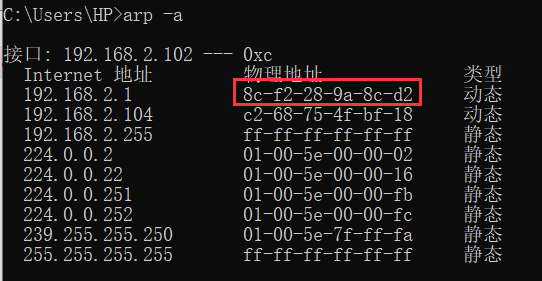 C:\Users\HP>arp -a
接口: 192.168.2.102 --- 0xc
Internet 地址 物理地址 类型
192.168.2.1 8c-f2-28-9a-8c-d2 动态
192.168.2.104 c2-68-75-4f-bf-18 动态
192.168.2.255 ff-ff-ff-ff-ff-ff 静态
224.0.0.2 01-00-5e-00-00-02 静态
224.0.0.22 01-00-5e-00-00-16 静态
224.0.0.251 01-00-5e-00-00-fb 静态
224.0.0.252 01-00-5e-00-00-fc 静态
239.255.255.250 01-00-5e-7f-ff-fa 静态
255.255.255.255 ff-ff-ff-ff-ff-ff 静态